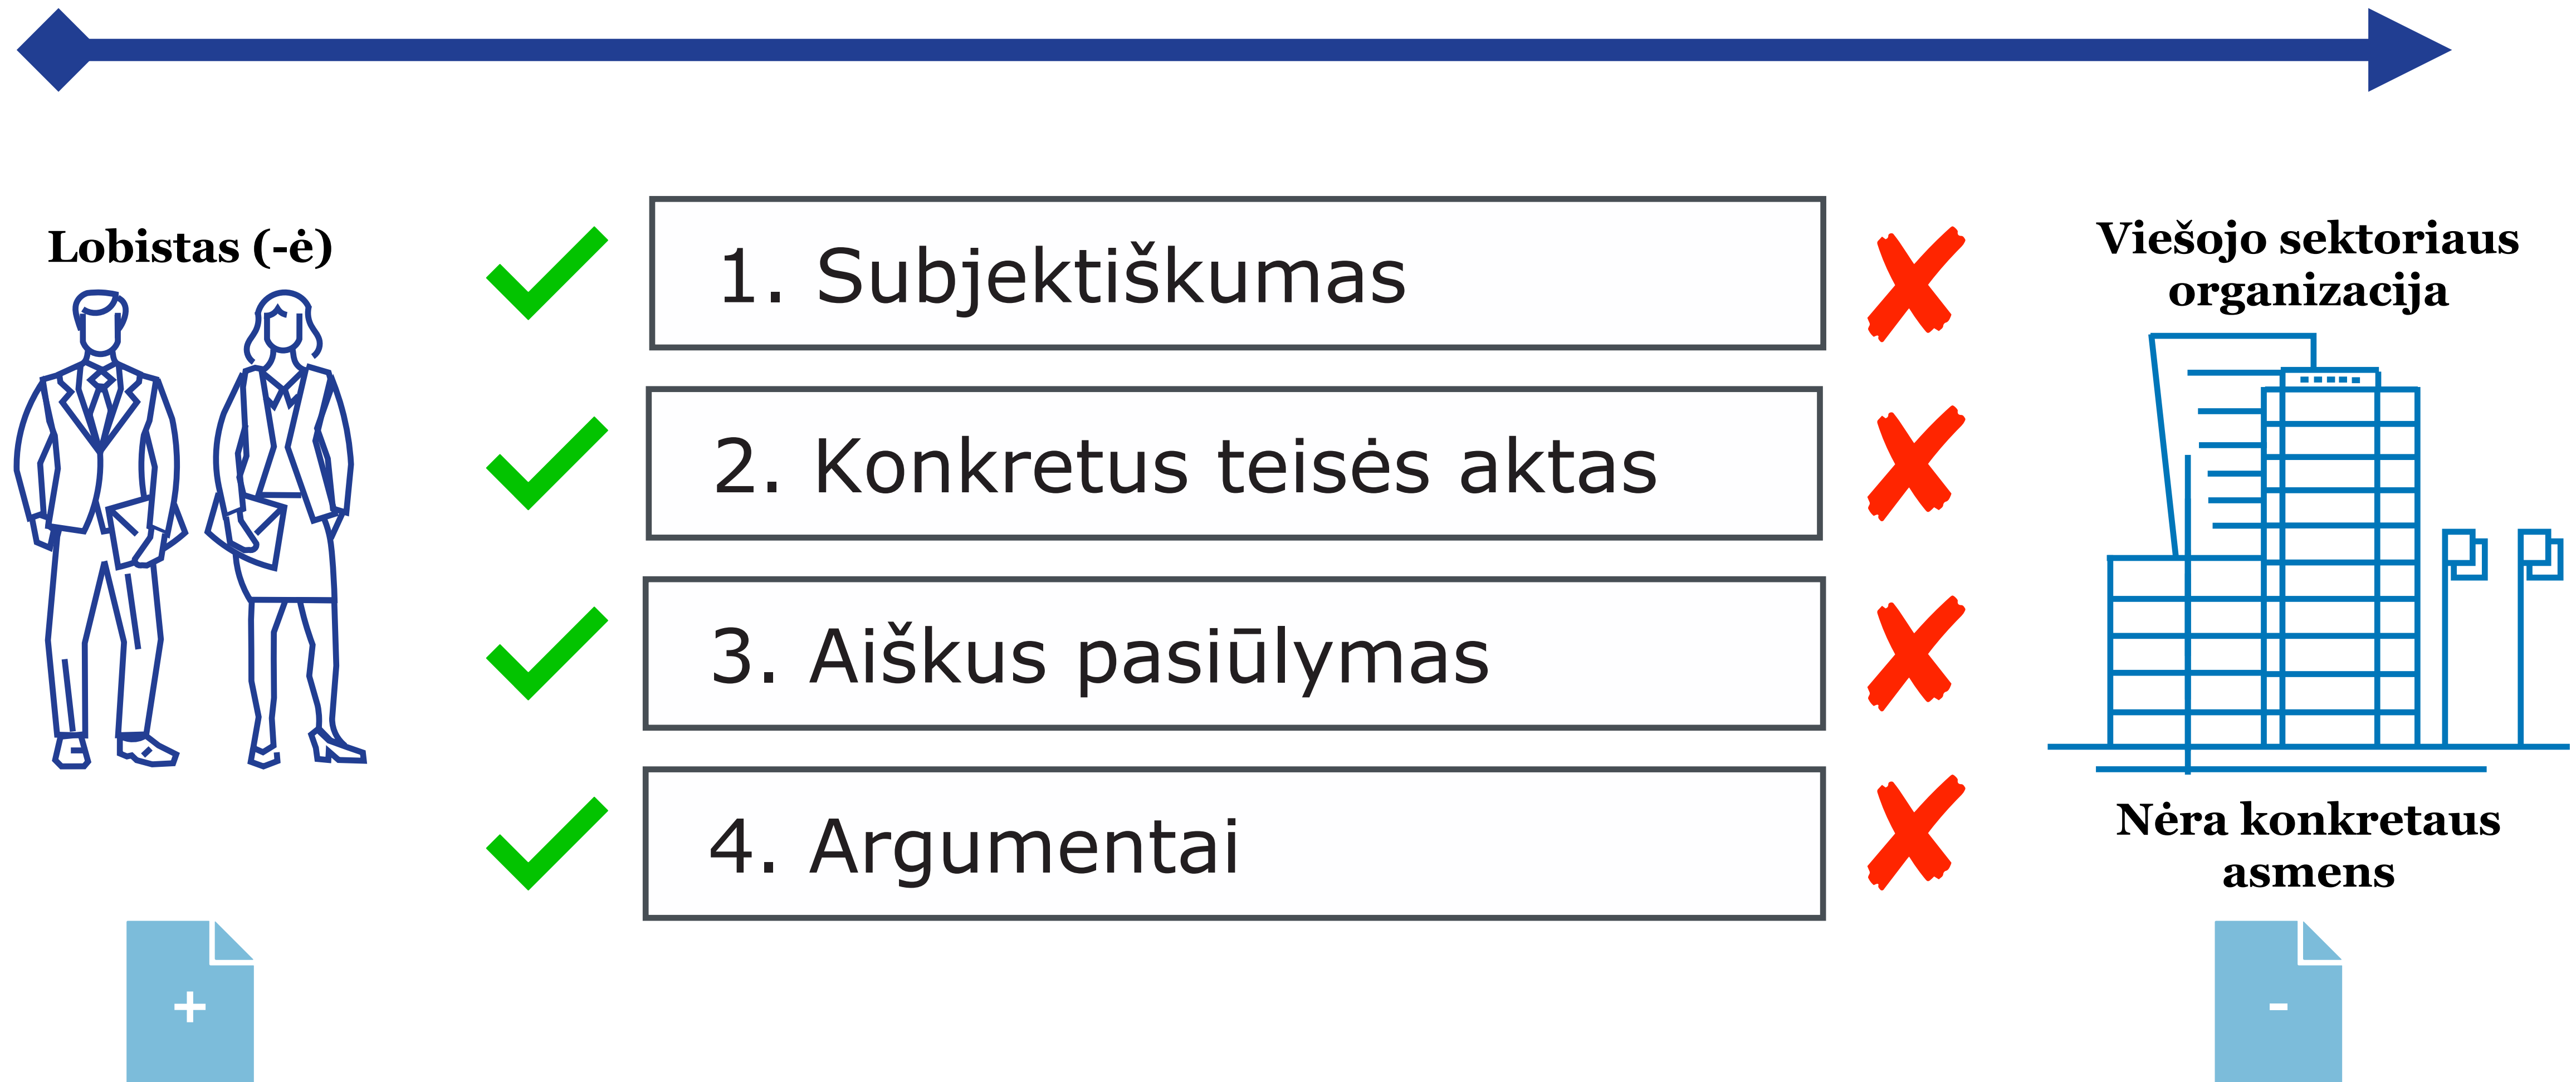 Lobistas (-ė)
1. Subjektiškumas
2. Konkretus teisės aktas
3. Aiškus pasiūlymas
4. Argumentai
Viešojo sektoriaus
organizacija
Nėra konkretaus
asmens
+
-